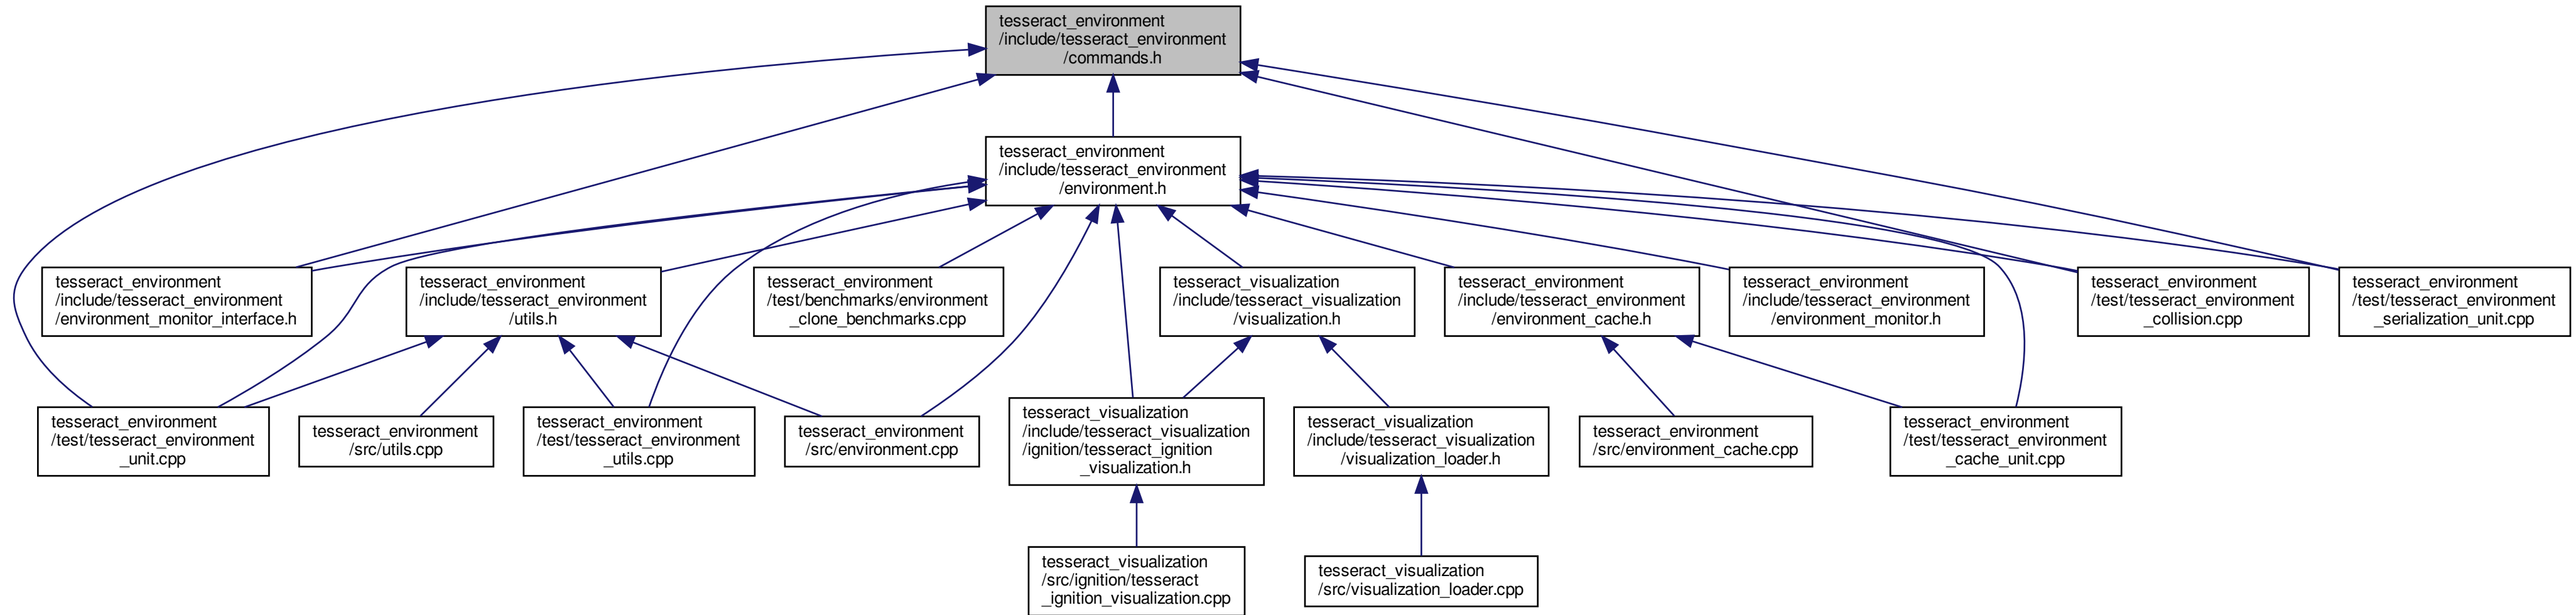 tesseract_environment
/include/tesseract_environment
/commands.h
tesseract_environment
/include/tesseract_environment
/environment.h
tesseract_environment
/include/tesseract_environment
/environment_monitor_interface.h
tesseract_environment
/include/tesseract_environment
/utils.h
tesseract_environment
/test/benchmarks/environment
_clone_benchmarks.cpp
tesseract_visualization
/include/tesseract_visualization
/visualization.h
tesseract_environment
/include/tesseract_environment
/environment_cache.h
tesseract_environment
/include/tesseract_environment
/environment_monitor.h
tesseract_environment
/test/tesseract_environment
_collision.cpp
tesseract_environment
/test/tesseract_environment
_serialization_unit.cpp
tesseract_environment
/test/tesseract_environment
_unit.cpp
tesseract_environment
/src/utils.cpp
tesseract_environment
/test/tesseract_environment
_utils.cpp
tesseract_environment
/src/environment.cpp
tesseract_visualization
/include/tesseract_visualization
/ignition/tesseract_ignition
_visualization.h
tesseract_visualization
/include/tesseract_visualization
/visualization_loader.h
tesseract_environment
/src/environment_cache.cpp
tesseract_environment
/test/tesseract_environment
_cache_unit.cpp
tesseract_visualization
/src/ignition/tesseract
_ignition_visualization.cpp
tesseract_visualization
/src/visualization_loader.cpp